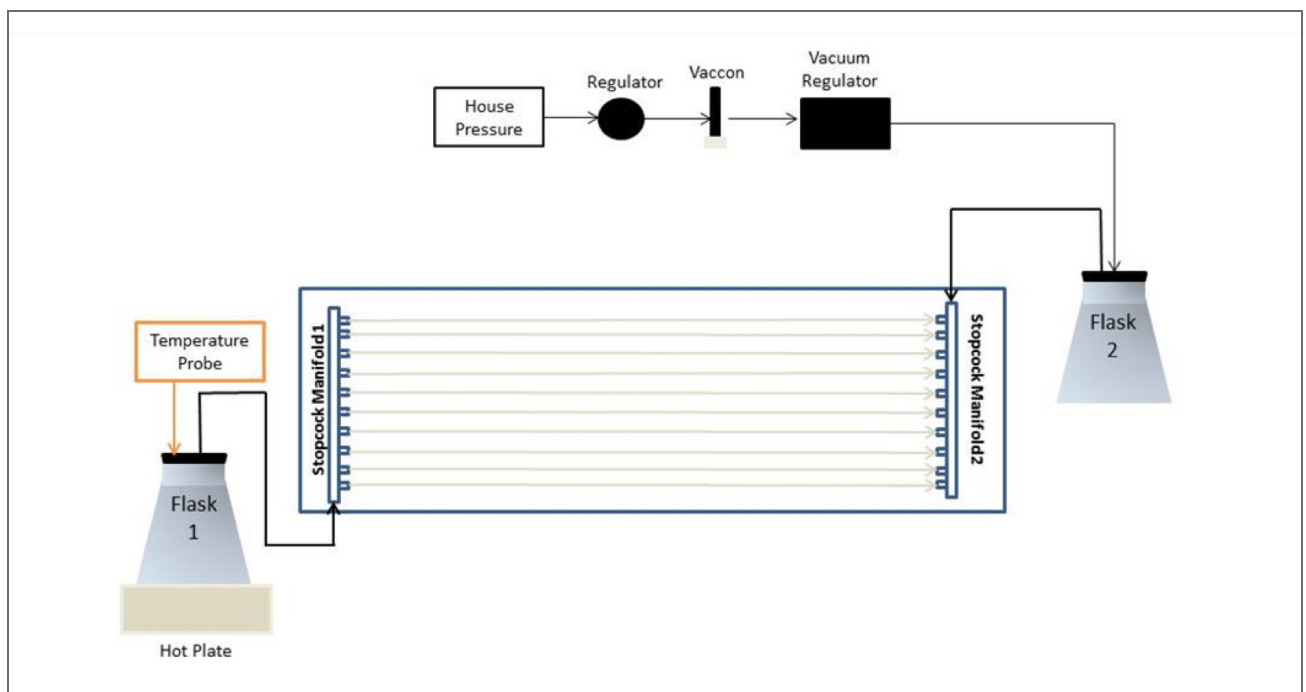 House
Pressure
Regulator
Vaccon
Vacuum
Regulator
Temperature
Probe
Flask
1
Hot Plate
Stopcock Manifold1
Stopcock Manifold2
Flask
2